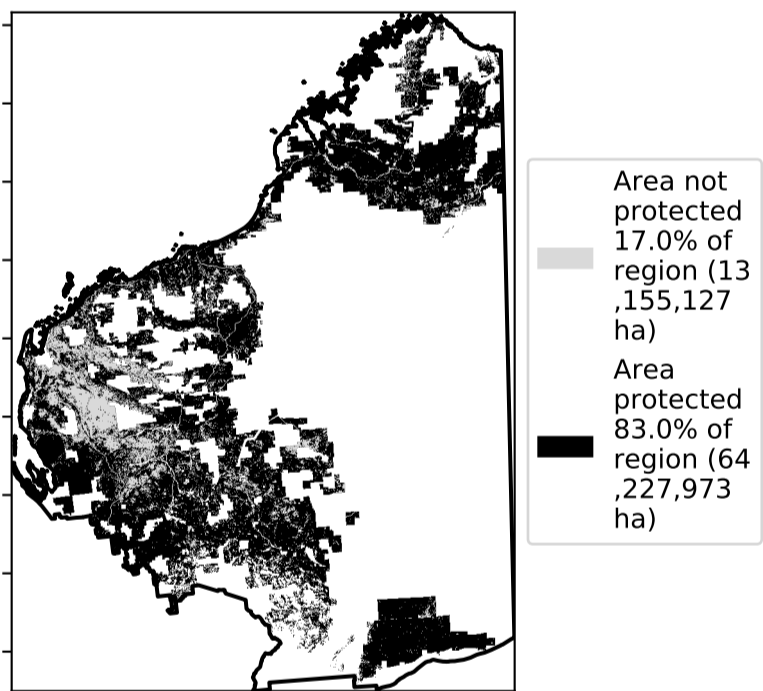 Area not
protected
17.0% of
region (13
,155,127
ha)
Area
protected
83.0% of
region (64
,227,973
ha)